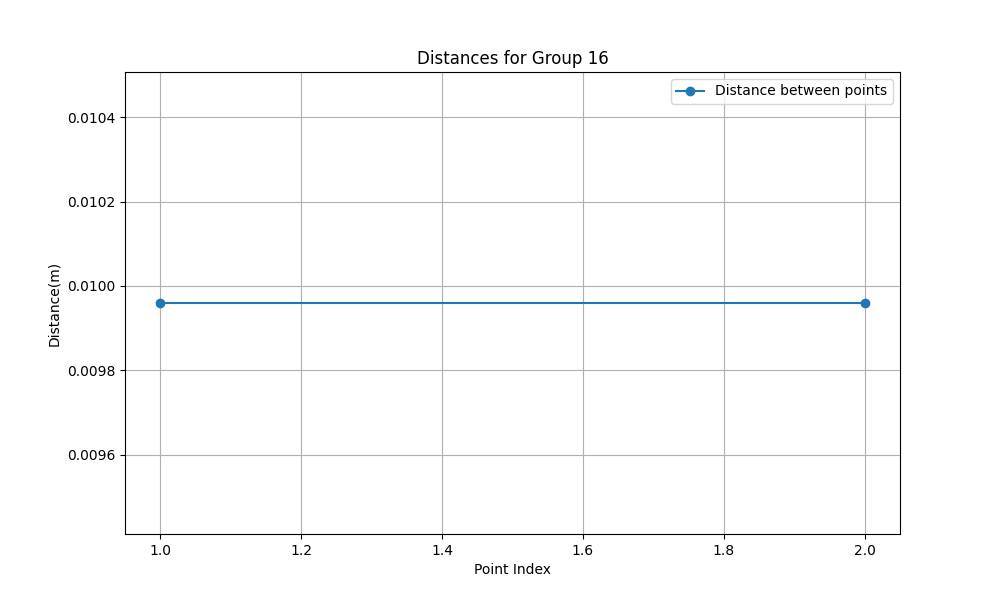 Distances for Group 16
Distance between points
0.0104
0.0102
0.0100
0.0098
0.0096
Distance(m)
1.0 1.2 1.4 1.6 1.8 2.0
Point Index